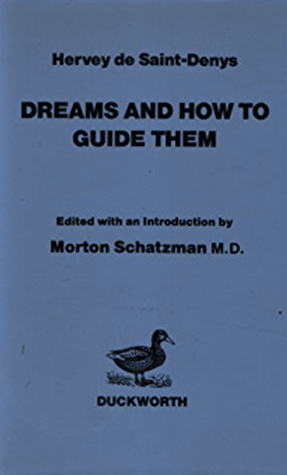 Hervey de Saint-Denys
DREAMS AND HOW TO
GUIDE THEM
Edited with an Introduction by
Morton Schatzman M.D.
DUCKWORTH